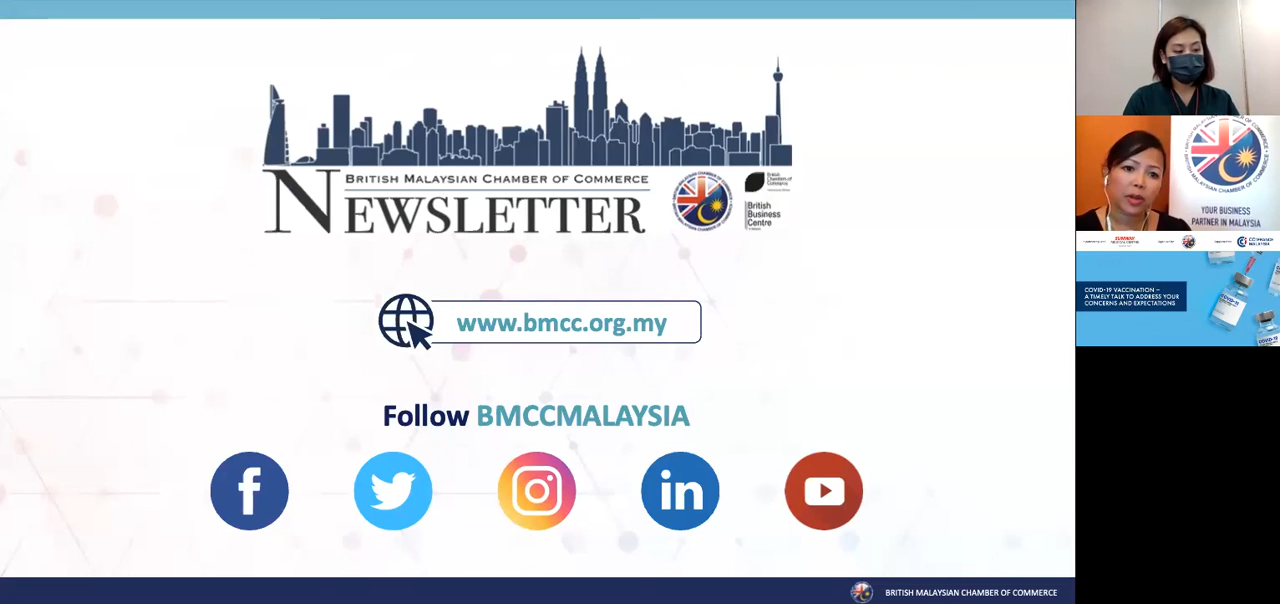 BRITISH MALAYSIAN CHAMBER OF COMMERCE
NEWSLETTER
British
Business
Centre
www.bmcc.org.my
Follow BMCCMALAYSIA
BRITISH MALAYSIAN CHAMBER OF COMMERCE
YOUR BUSINESS
PARTNER IN MALAYSIA
COVID-19 VACCINATION –
A TIMELY TALK TO ADDRESS YOUR
CONCERNS AND EXPECTATIONS